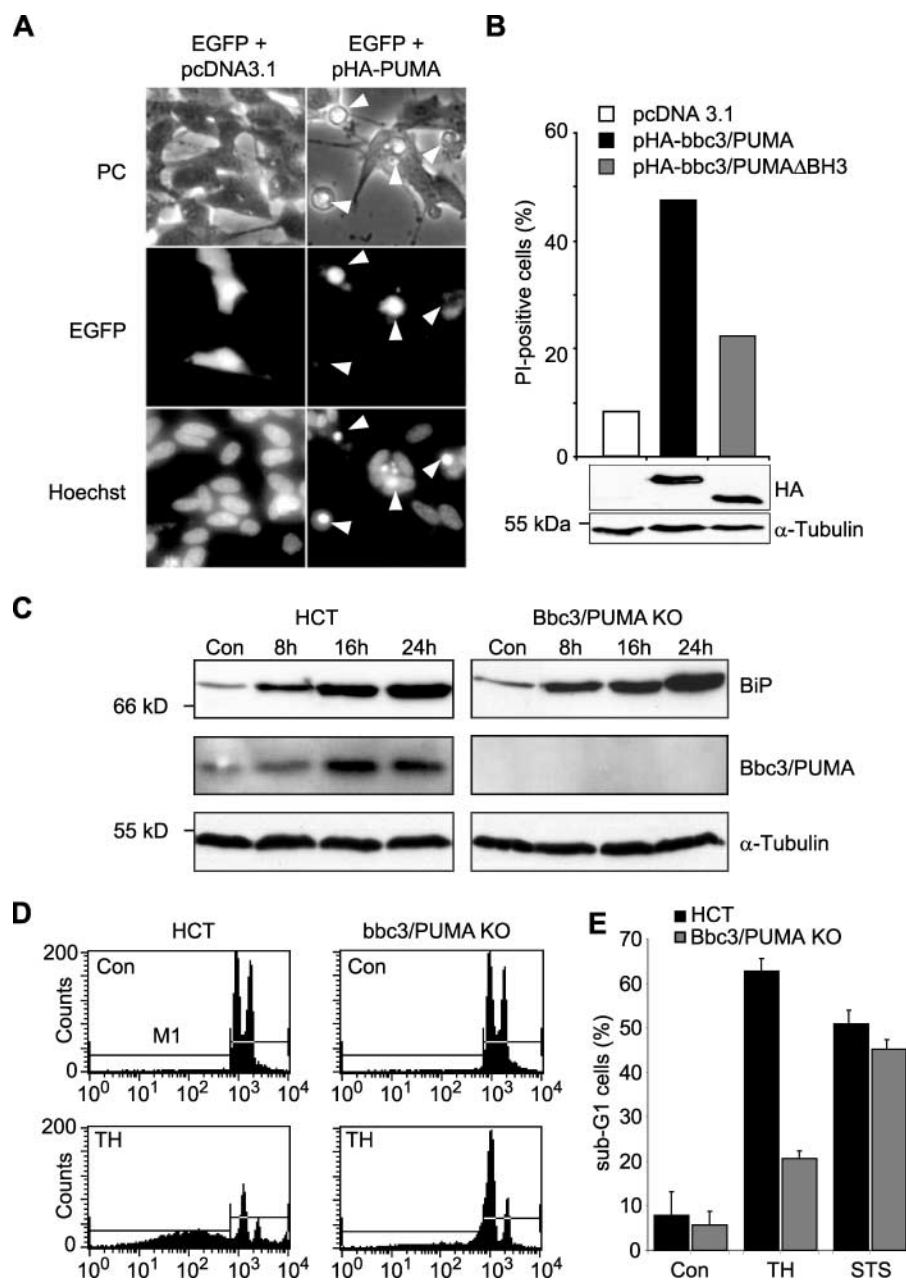 A
EGFP +
pcDNA3.1
EGFP +
pHA-PUMA
PC
EGFP
Hoechst
B
pcDNA 3.1
pHA-bbc3/PUMA
pHA-bbc3/PUMAΔBH3
PI-positive cells (%)
60
40
20
0
HA
55 kDa
α-Tubulin
C
HCT
Bbc3/PUMA KO
Con 8h 16h 24h
Con 8h 16h 24h
BiP
66 kD
Bbc3/PUMA
55 kD
α-Tubulin
D
HCT
bbc3/PUMA KO
200
Con
Counts
M1
0
10⁰ 10¹ 10² 10³ 10⁴
200
Con
0
10⁰ 10¹ 10² 10³ 10⁴
200
TH
Counts
0
10⁰ 10¹ 10² 10³ 10⁴
200
TH
0
10⁰ 10¹ 10² 10³ 10⁴
E
HCT
Bbc3/PUMA KO
sub-G1 cells (%)
70
60
50
40
30
20
10
0
Con TH STS